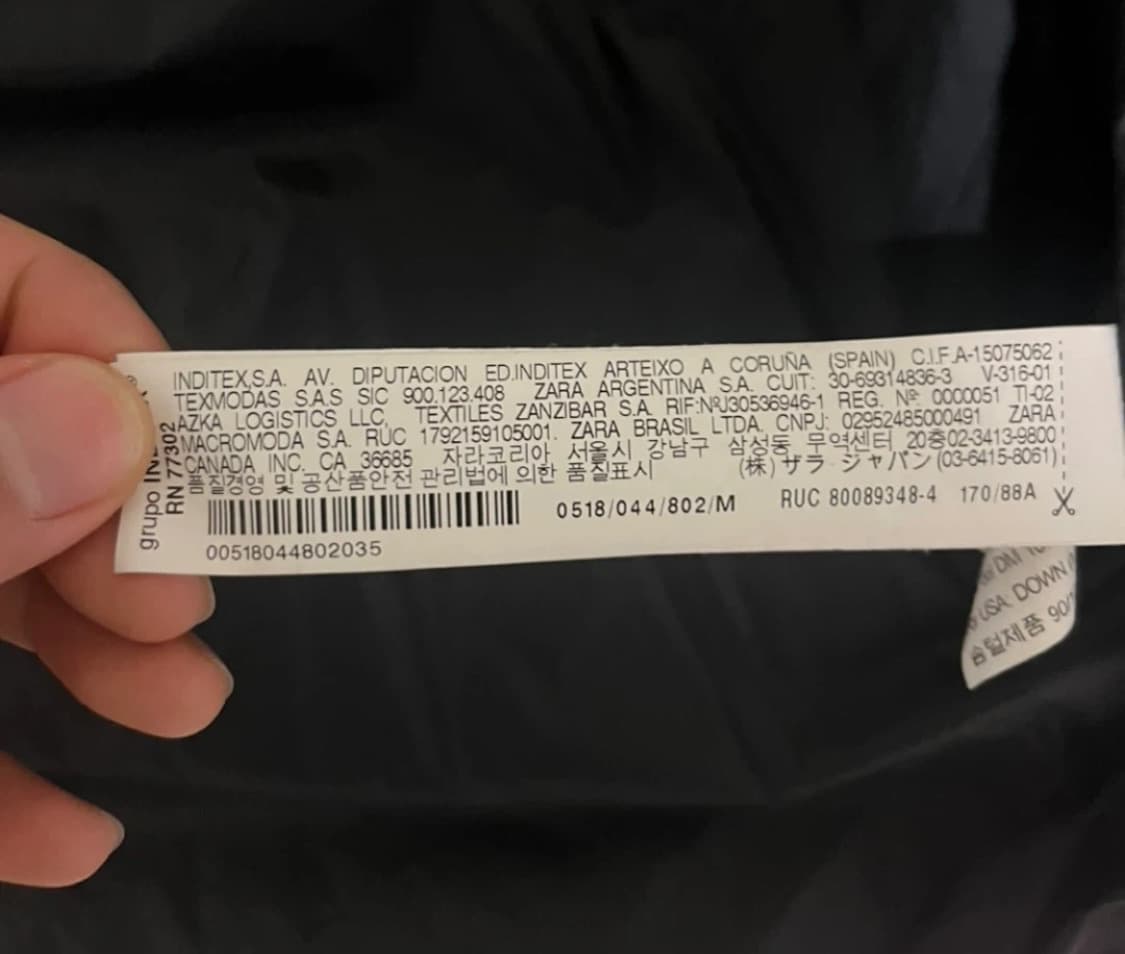 INDITEX,S.A. AV. DIPUTACION ED.INDITEX ARTEIXO A CORUÑA (SPAIN) C.I.F.A-15075062
TEXMODAS S.A.S SIC 900.123.408 ZARA ARGENTINA S.A. CUIT: 30-69314836-3 V-316-01
AZKA LOGISTICS LLC, TEXTILES ZANZIBAR S.A. RIF:NºJ30536946-1 REG. Nº 0000051 TI-02
MACROMODA S.A. RUC 1792159105001. ZARA BRASIL LTDA. CNPJ: 02952485000491 ZARA
CANADA INC. CA 36685 자라코리아 서울시 강남구 삼성동 무역센터 20층02-3413-9800
품질경영 및 공산품안전 관리법에 의한 품질표시 (株) ザラ ジャパン (03-6415-8061)
0518/044/802/M RUC 80089348-4 170/88A
00518044802035
grupo
RN 77302
DM
USA: DOWN
솜털제품 90/